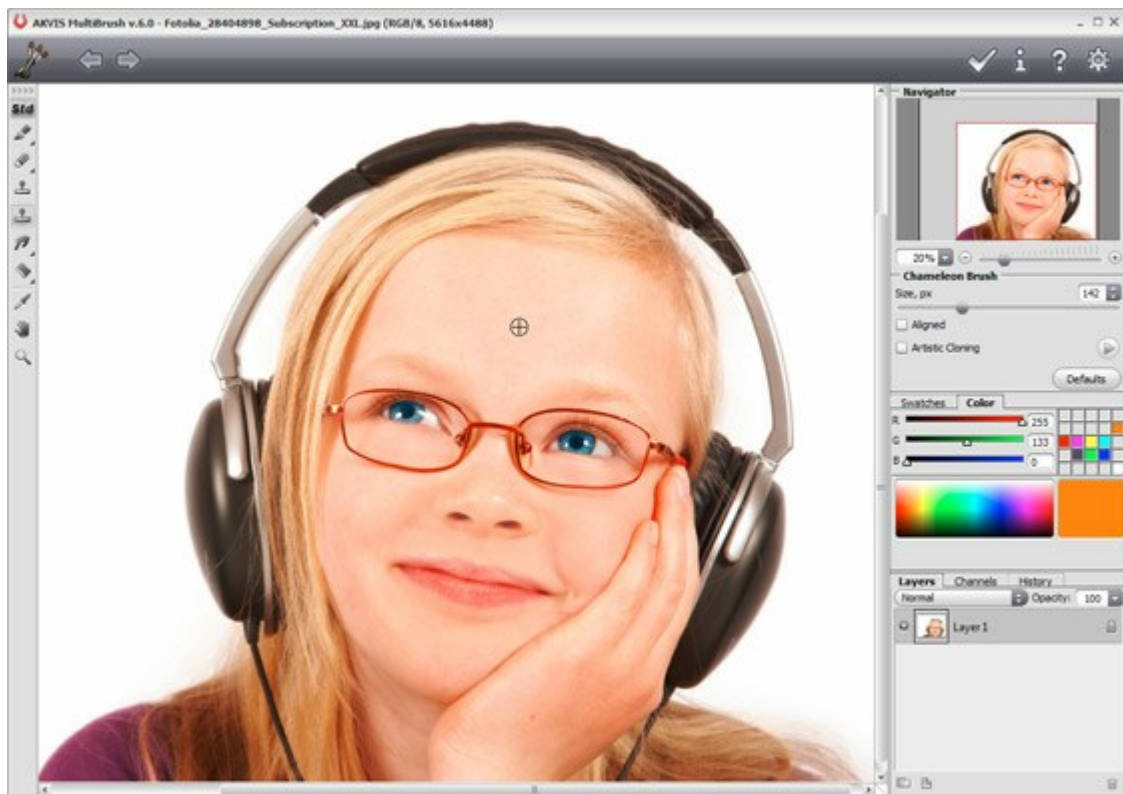 AKVIS MultiBrush v.6.0 - Fotolia_28404898_Subscription_XXL.jpg (RGB/8, 5616x4488)
Std
Navigator
20%
Chameleon Brush
Size, px 142
Aligned
Artistic Cloning
Defaults
Swatches Color
R 255
G 133
B 0
Layers Channels History
Normal Opacity: 100
Layer 1